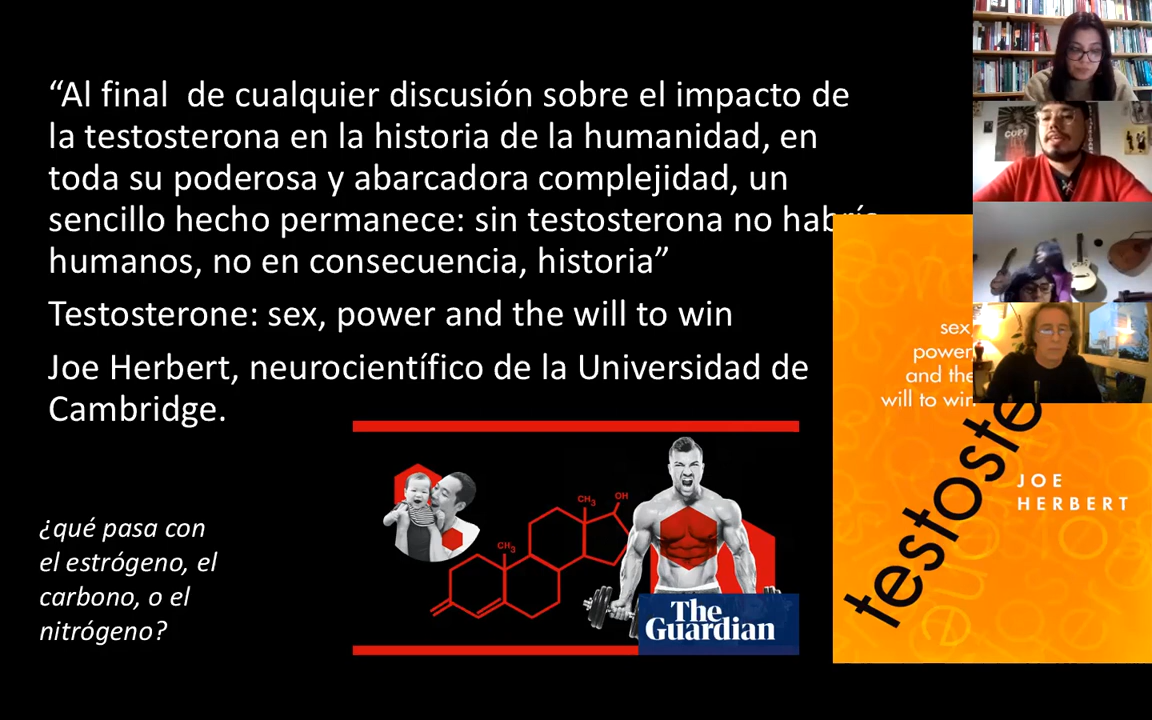 “Al final  de cualquier discusión sobre el impacto de
la testosterona en la historia de la humanidad, en
toda su poderosa y abarcadora complejidad, un
sencillo hecho permanece: sin testosterona no habría
humanos, no en consecuencia, historia”
Testosterone: sex, power and the will to win
Joe Herbert, neurocientífico de la Universidad de
Cambridge.
¿qué pasa con
el estrógeno, el
carbono, o el
nitrógeno?
CH3
CH3
OH
The
Guardian
sex,
power
and the
will to win
testoste
JOE
HERBERT
COPI